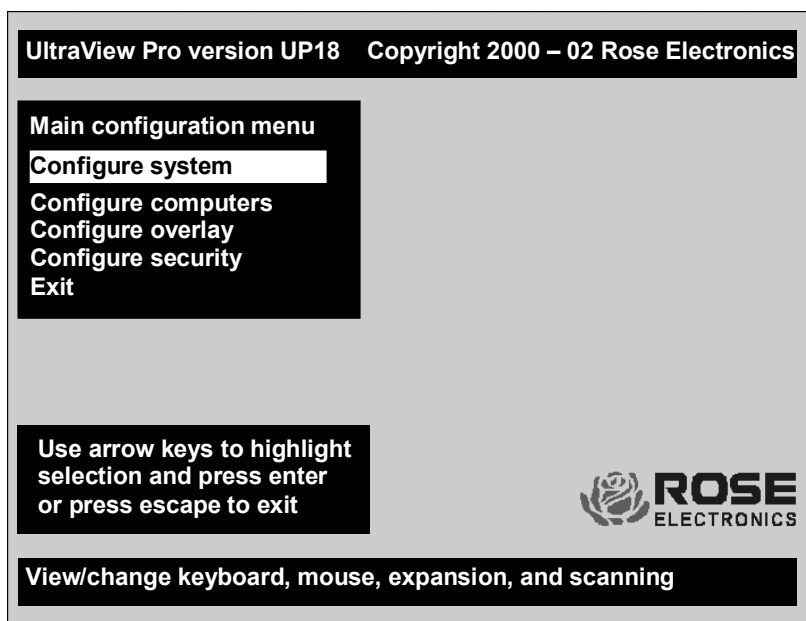 UltraView Pro version UP18 Copyright 2000 – 02 Rose Electronics
Main configuration menu
Configure system
Configure computers
Configure overlay
Configure security
Exit
Use arrow keys to highlight
selection and press enter
or press escape to exit
ROSE
ELECTRONICS
View/change keyboard, mouse, expansion, and scanning